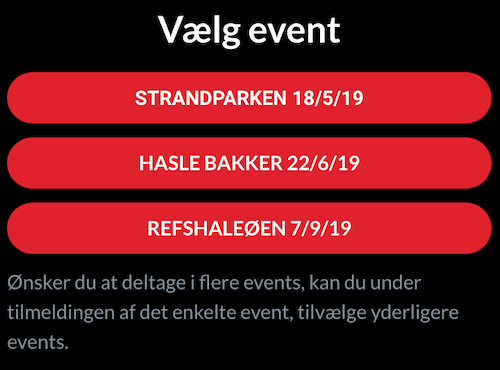 Vælg event
STRANDPARKEN 18/5/19
HASLE BAKKER 22/6/19
REFSHALEØEN 7/9/19
Ønsker du at deltage i flere events, kan du under
tilmeldingen af det enkelte event, tilvælge yderligere
events.